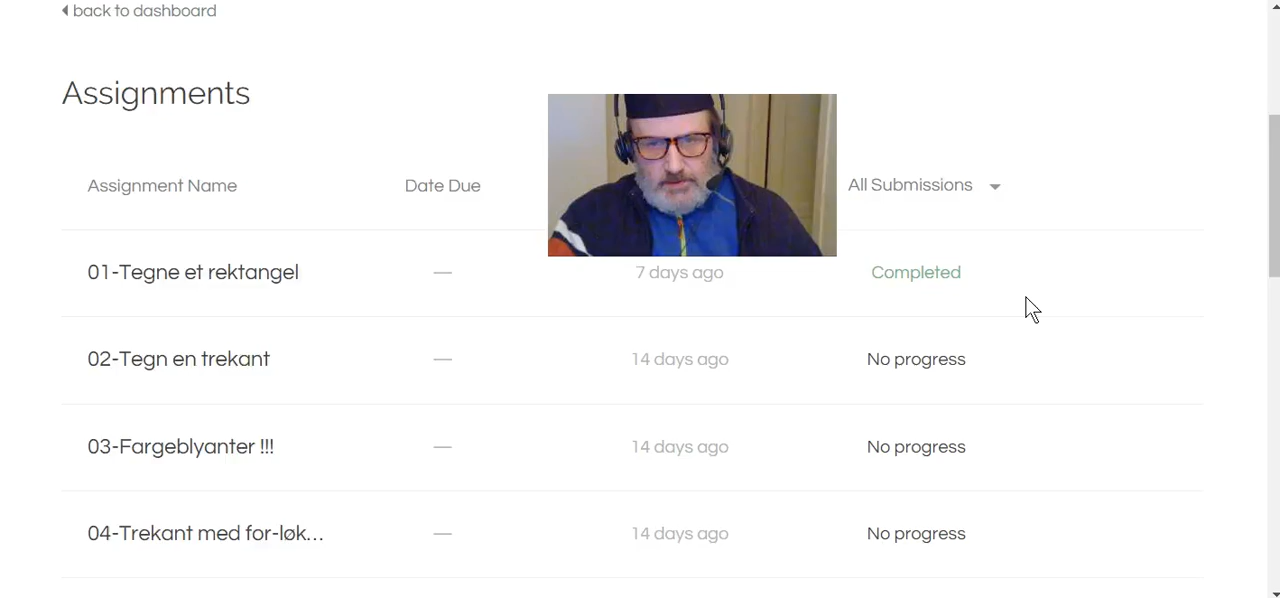 back to dashboard
Assignments
Assignment Name Date Due All Submissions
01-Tegne et rektangel — 7 days ago Completed
02-Tegn en trekant — 14 days ago No progress
03-Fargeblyanter !!! — 14 days ago No progress
04-Trekant med for-løk... — 14 days ago No progress